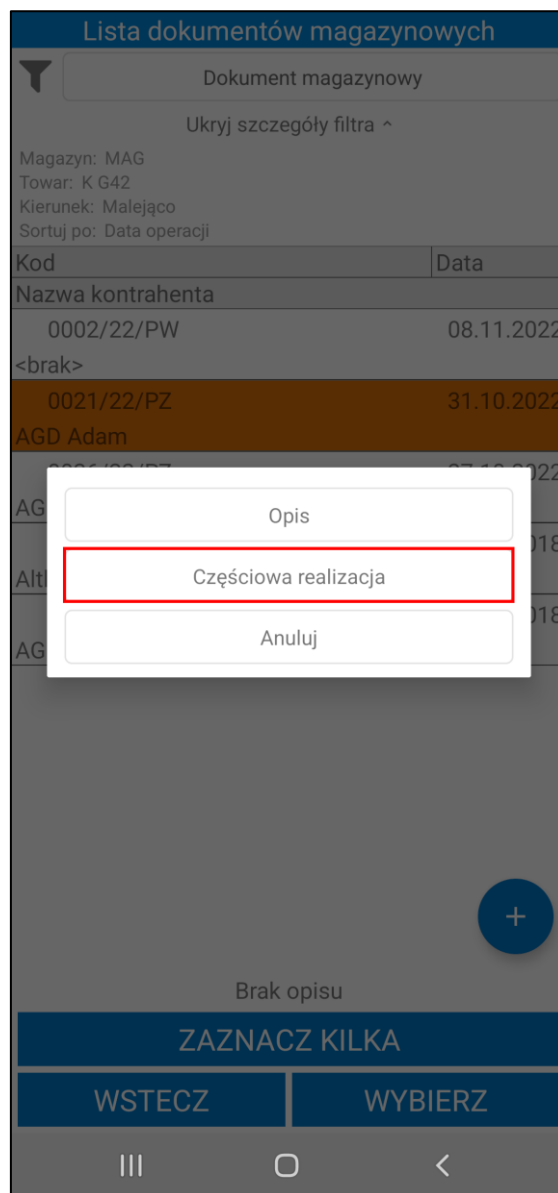 Lista dokumentów magazynowych
Dokument magazynowy
Ukryj szczegóły filtra ^
Magazyn: MAG
Towar: K G42
Kierunek: Malejąco
Sortuj po: Data operacji
Kod Data
Nazwa kontrahenta
0002/22/PW 08.11.2022
<brak>
0021/22/PZ 31.10.2022
AGD Adam
AG
Opis
Częściowa realizacja
Anuluj
AG
Brak opisu
+
ZAZNACZ KILKA
WSTECZ WYBIERZ